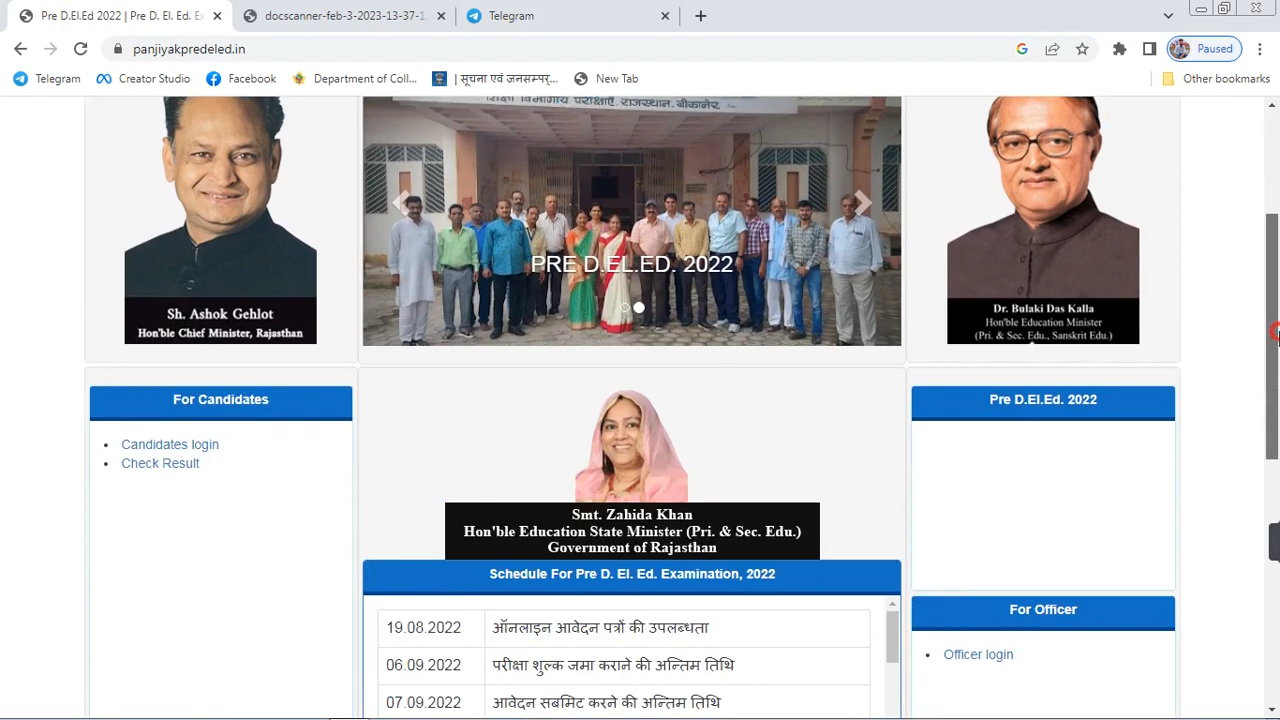 Pre D.El.Ed 2022 | Pre D. El. Ed. Ex
docscanner-feb-3-2023-13-37-1
Telegram
panjiyakpredeled.in
Paused
Telegram
Creator Studio
Facebook
Department of Coll...
| सूचना एवं जनसम्पर्...
New Tab
Other bookmarks
शिक्षा विभागीय परीक्षाएँ, राजस्थान, बीकानेर
PRE D.EL.ED. 2022
Sh. Ashok Gehlot
Hon'ble Chief Minister, Rajasthan
Dr. Bulaki Das Kalla
Hon'ble Education Minister
(Pri. & Sec. Edu., Sanskrit Edu.)
For Candidates
Candidates login
Check Result
Smt. Zahida Khan
Hon'ble Education State Minister (Pri. & Sec. Edu.)
Government of Rajasthan
Schedule For Pre D. El. Ed. Examination, 2022
19.08.2022 ऑनलाइन आवेदन पत्रों की उपलब्धता
06.09.2022 परीक्षा शुल्क जमा कराने की अन्तिम तिथि
07.09.2022 आवेदन सबमिट करने की अन्तिम तिथि
Pre D.El.Ed. 2022
For Officer
Officer login